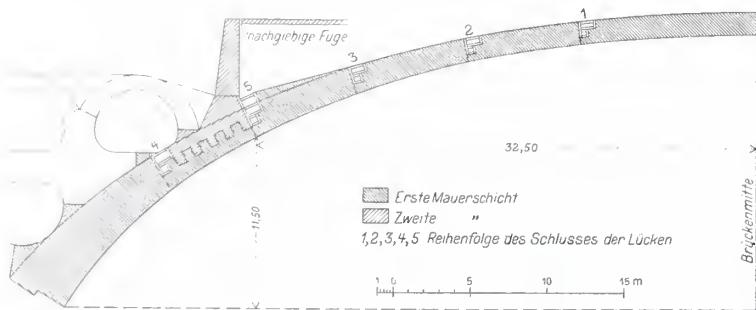 1
2
nachgiebige Fuge
3
5
4
32,50
11,50
Erste Mauerschicht
Zweite "
1,2,3,4,5 Reihenfolge des Schlusses der Lücken
Brückenmitte
1 0 5 10 15 m